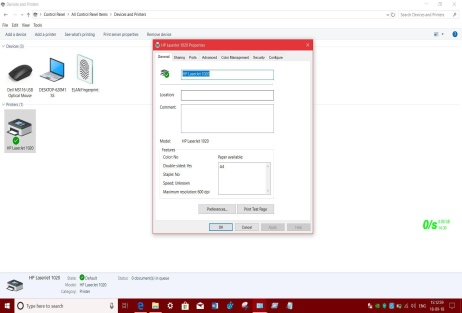 Devices and Printers
Control Panel > All Control Panel Items > Devices and Printers
Search Devices and Printers
File Edit View Tools
Add a device Add a printer See what's printing Print server properties Remove device
Devices (3)
Dell MS116 USB Optical Mouse
ELAN Fingerprint
Printers (1)
HP LaserJet 1020
HP LaserJet 1020 Properties
General Sharing Ports Advanced Color Management Security Configure
HP LaserJet 1020
Location:
Comment:
Model: HP LaserJet 1020
Features
Color: No
Paper available:
Double-sided: Yes
A4
Staple: No
Speed: Unknown
Maximum resolution: 600 dpi
Preferences...
Print Test Page
OK
Cancel
Apply
Help
0/s
HP LaserJet 1020
State: Default
Status: 0 document(s) in queue
Model: HP LaserJet 1020
Category: Printer
Type here to search
ENG